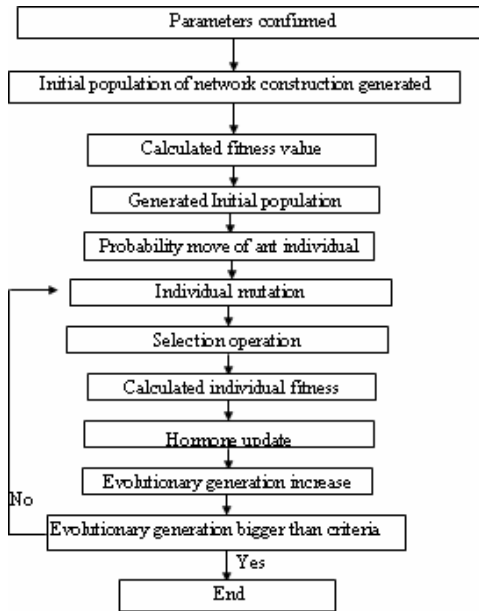 Parameters confirmed
Initial population of network construction generated
Calculated fitness value
Generated Initial population
Probability move of ant individual
Individual mutation
Selection operation
Calculated individual fitness
Hormone update
Evolutionary generation increase
No
Evolutionary generation bigger than criteria
Yes
End